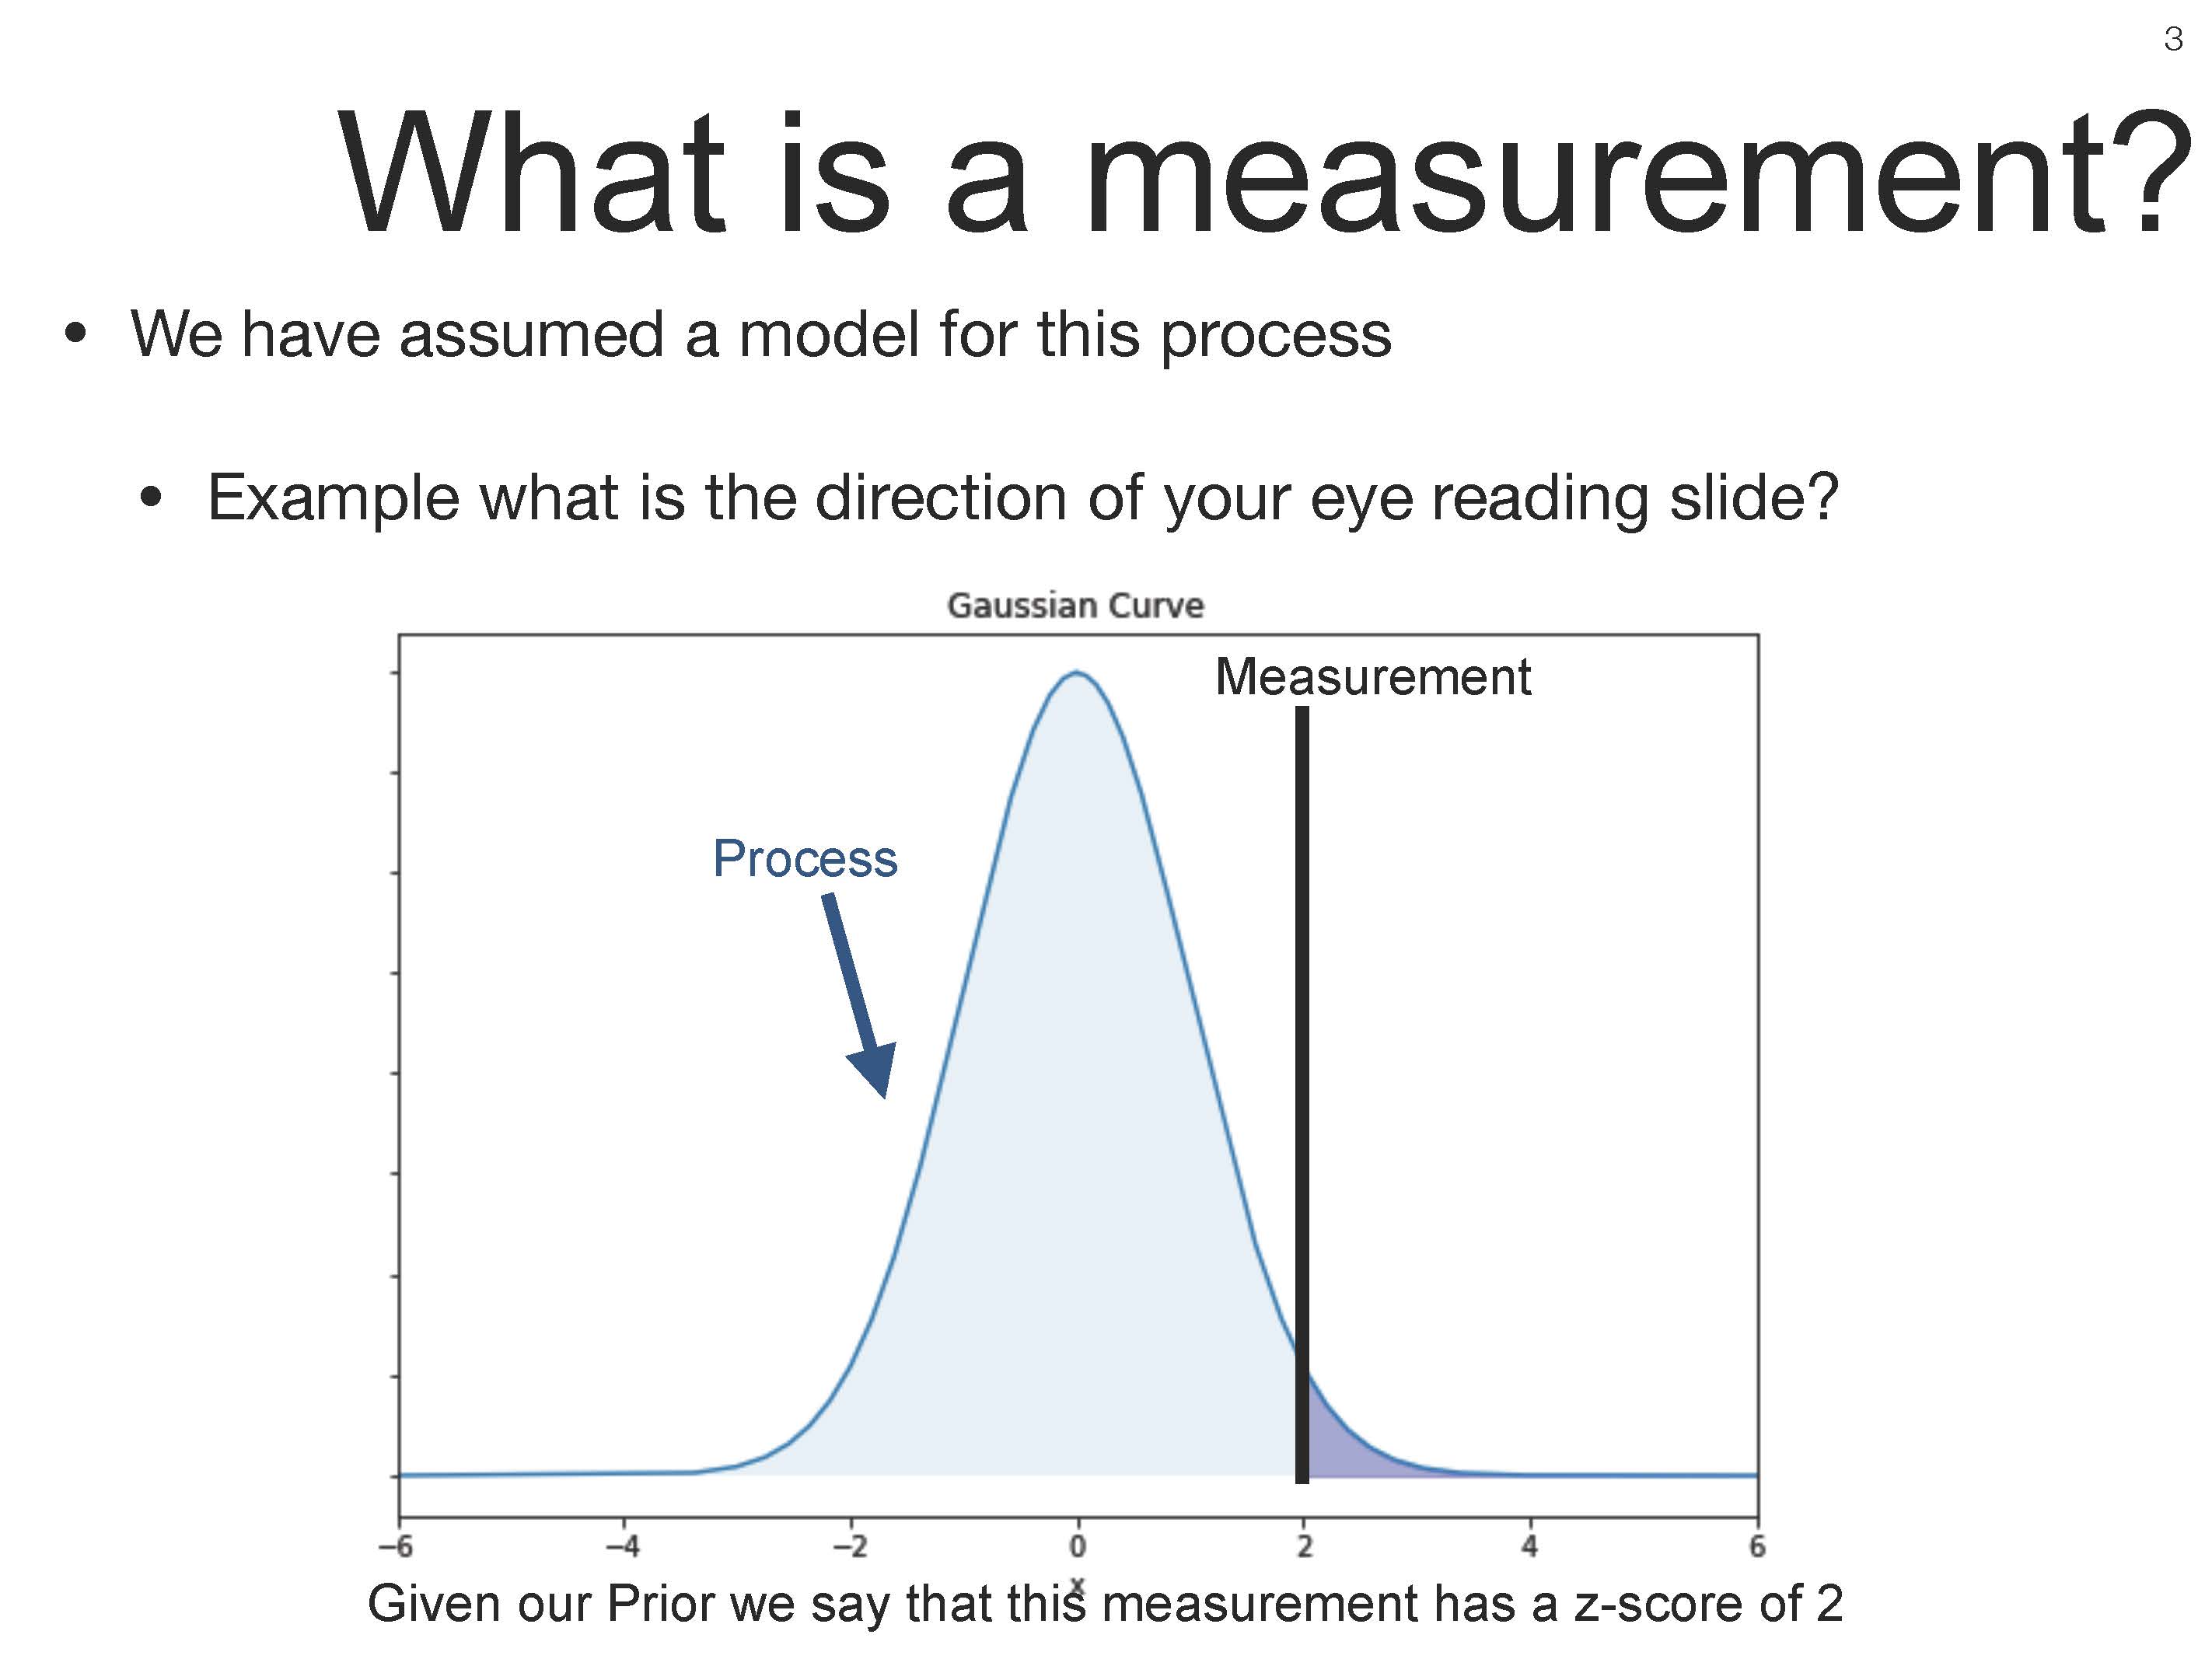 3
What is a measurement?
• We have assumed a model for this process
• Example what is the direction of your eye reading slide?
Gaussian Curve
Measurement
Process
−6 −4 −2 0 2 4 6
x
Given our Prior we say that this measurement has a z-score of 2